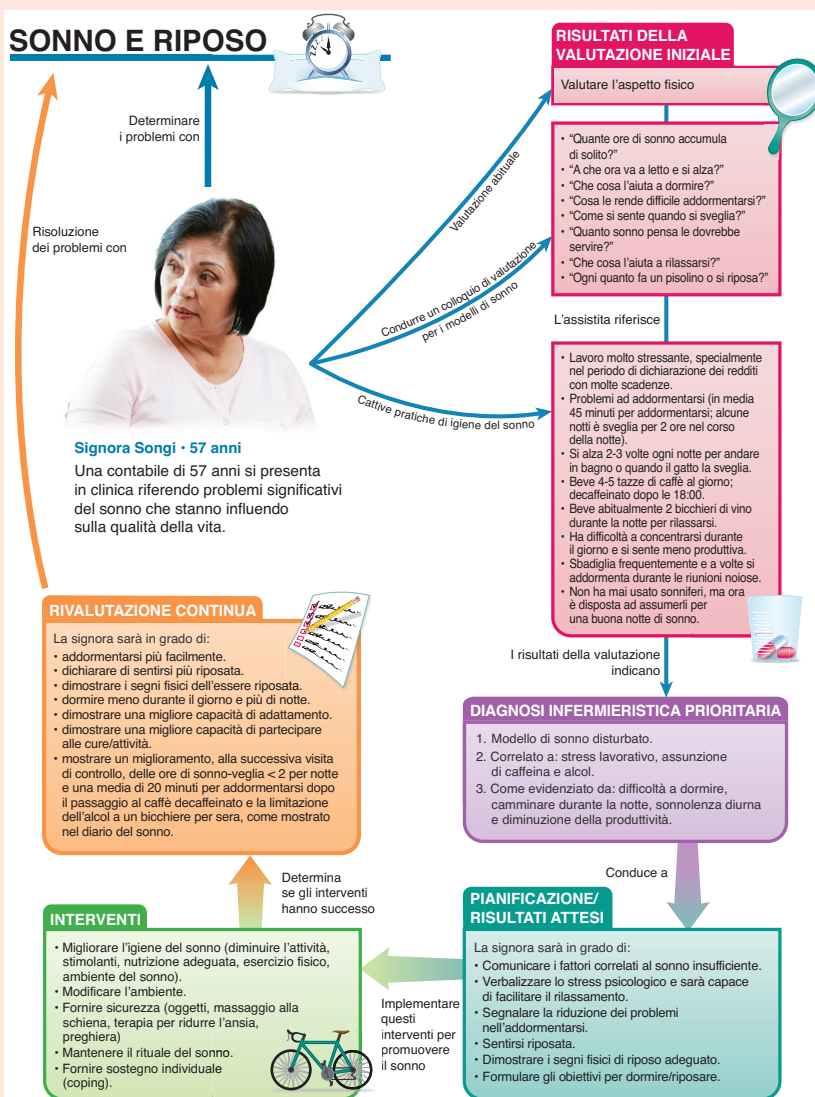 SONNO E RIPOSO
zzzz
Determinare
i problemi con
Risoluzione
dei problemi con
Signora Songi • 57 anni
Una contabile di 57 anni si presenta
in clinica riferendo problemi significativi
del sonno che stanno influendo
sulla qualità della vita.
Valutazione abituale
Condurre un colloquio di valutazione
per i modelli di sonno
Cattive pratiche di igiene del sonno
RISULTATI DELLA
VALUTAZIONE INIZIALE
Valutare l'aspetto fisico
• “Quante ore di sonno accumula
di solito?”
• “A che ora va a letto e si alza?”
• “Che cosa l'aiuta a dormire?”
• “Cosa le rende difficile addormentarsi?”
• “Come si sente quando si sveglia?”
• “Quanto sonno pensa le dovrebbe
servire?”
• “Che cosa l'aiuta a rilassarsi?”
• “Ogni quanto fa un pisolino o si riposa?”
L'assistita riferisce
• Lavoro molto stressante, specialmente
nel periodo di dichiarazione dei redditi
con molte scadenze.
• Problemi ad addormentarsi (in media
45 minuti per addormentarsi; alcune
notti è sveglia per 2 ore nel corso
della notte).
• Si alza 2-3 volte ogni notte per andare
in bagno o quando il gatto la sveglia.
• Beve 4-5 tazze di caffè al giorno;
decaffeinato dopo le 18:00.
• Beve abitualmente 2 bicchieri di vino
durante la notte per rilassarsi.
• Ha difficoltà a concentrarsi durante
il giorno e si sente meno produttiva.
• Sbadiglia frequentemente e a volte si
addormenta durante le riunioni noiose.
• Non ha mai usato sonniferi, ma ora
è disposta ad assumerli per
una buona notte di sonno.
I risultati della valutazione
indicano
DIAGNOSI INFERMIERISTICA PRIORITARIA
1. Modello di sonno disturbato.
2. Correlato a: stress lavorativo, assunzione
di caffeina e alcol.
3. Come evidenziato da: difficoltà a dormire,
camminare durante la notte, sonnolenza diurna
e diminuzione della produttività.
Conduce a
PIANIFICAZIONE/
RISULTATI ATTESI
La signora sarà in grado di:
• Comunicare i fattori correlati al sonno insufficiente.
• Verbalizzare lo stress psicologico e sarà capace
di facilitare il rilassamento.
• Segnalare la riduzione dei problemi
nell'addormentarsi.
• Sentirsi riposata.
• Dimostrare i segni fisici di riposo adeguato.
• Formulare gli obiettivi per dormire/riposare.
Implementare
questi
interventi per
promuovere
il sonno
INTERVENTI
• Migliorare l'igiene del sonno (diminuire l'attività,
stimolanti, nutrizione adeguata, esercizio fisico,
ambiente del sonno).
• Modificare l'ambiente.
• Fornire sicurezza (oggetti, massaggio alla
schiena, terapia per ridurre l'ansia,
preghiera)
• Mantenere il rituale del sonno.
• Fornire sostegno individuale
(coping).
Determina
se gli interventi
hanno successo
RIVALUTAZIONE CONTINUA
La signora sarà in grado di:
• addormentarsi più facilmente.
• dichiarare di sentirsi più riposata.
• dimostrare i segni fisici dell'essere riposata.
• dormire meno durante il giorno e più di notte.
• dimostrare una migliore capacità di adattamento.
• dimostrare una migliore capacità di partecipare
alle cure/attività.
• mostrare un miglioramento, alla successiva visita
di controllo, delle ore di sonno-veglia < 2 per notte
e una media di 20 minuti per addormentarsi dopo
il passaggio al caffè decaffeinato e la limitazione
dell'alcol a un bicchiere per sera, come mostrato
nel diario del sonno.